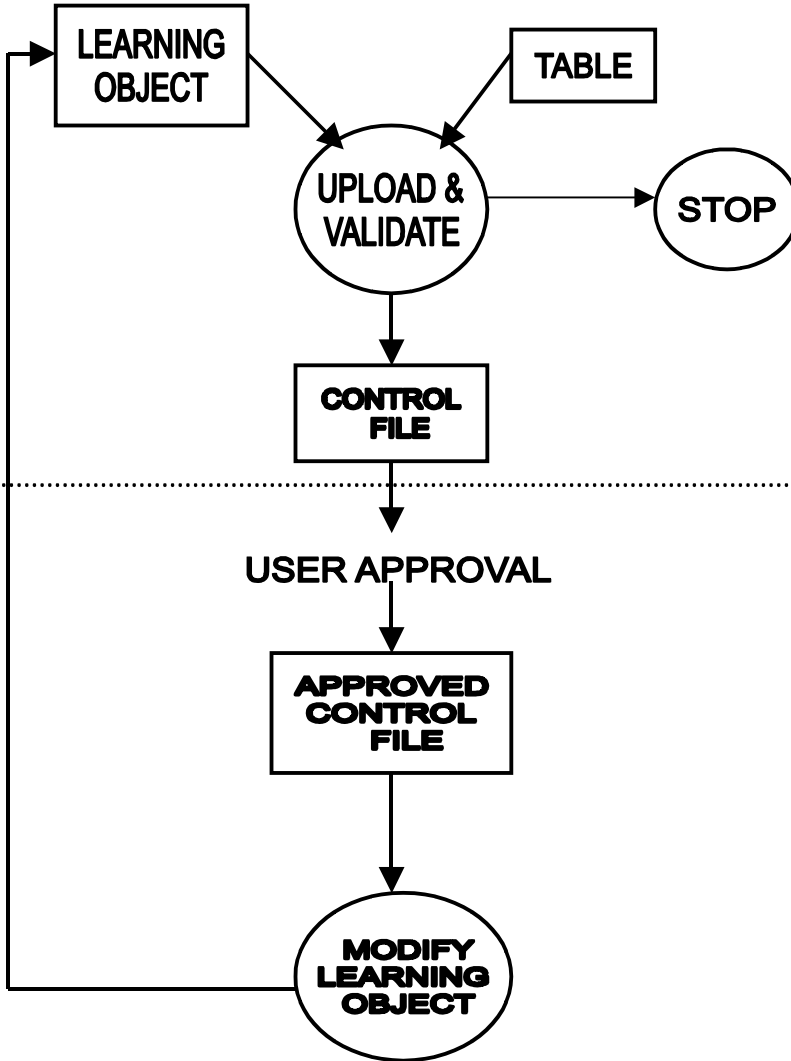 LEARNING
OBJECT
TABLE
UPLOAD &
VALIDATE
STOP
CONTROL
FILE
USER APPROVAL
APPROVED
CONTROL
FILE
MODIFY
LEARNING
OBJECT